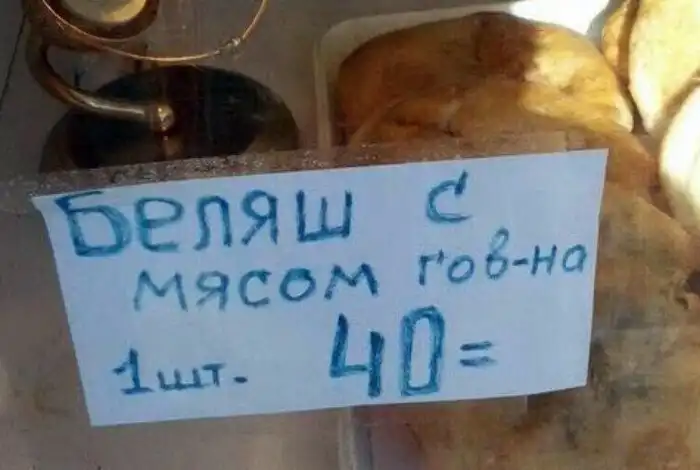 Беляш с
мясом гов-на
1шт. 40=